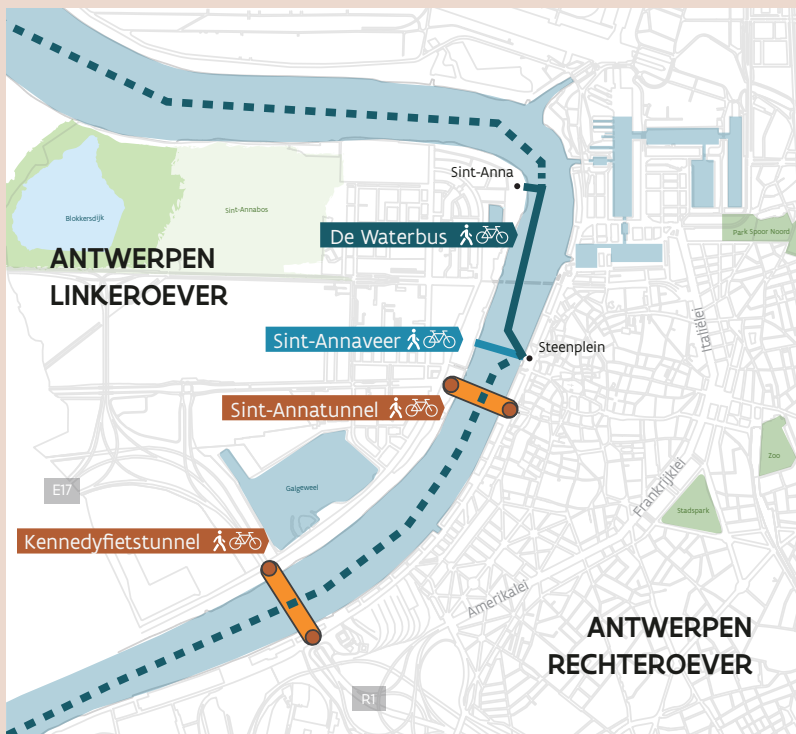 Sint-Anna
Blokkersdijk
Sint-Annabos
De Waterbus
Park Spoor Noord
ANTWERPEN
LINKEROEVER
Italiëlei
Sint-Annaveer
Steenplein
Sint-Annatunnel
Zoo
Frankrijklei
E17
Galgeweel
Stadspark
Kennedyfietstunnel
Amerikalei
ANTWERPEN
RECHTEROEVER
R1